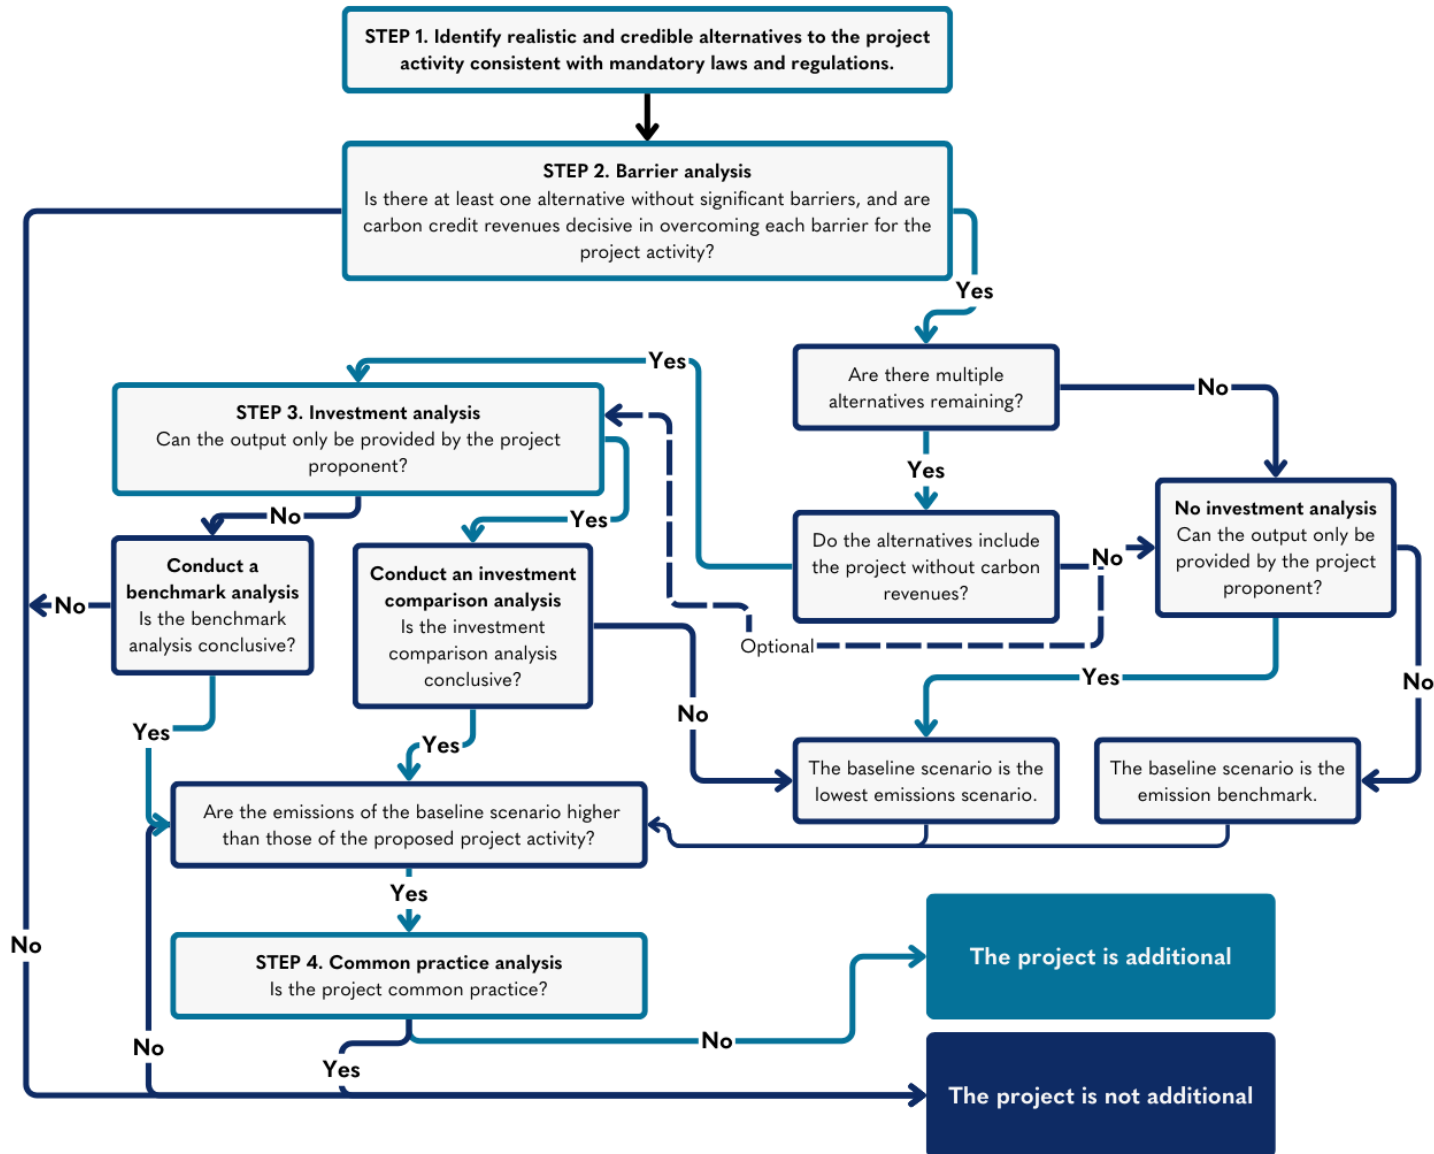 STEP 1. Identify realistic and credible alternatives to the project
activity consistent with mandatory laws and regulations.
STEP 2. Barrier analysis
Is there at least one alternative without significant barriers, and are
carbon credit revenues decisive in overcoming each barrier for the
project activity?
Yes
Are there multiple
alternatives remaining?
No
Yes
Yes
STEP 3. Investment analysis
Can the output only be provided by the project
proponent?
No
Yes
Do the alternatives include
the project without carbon
revenues?
No
Optional
No investment analysis
Can the output only be
provided by the project
proponent?
Conduct a
benchmark analysis
Is the benchmark
analysis conclusive?
No
Conduct an investment
comparison analysis
Is the investment
comparison analysis
conclusive?
Yes
No
No
Yes
Yes
The baseline scenario is the
lowest emissions scenario.
The baseline scenario is the
emission benchmark.
Are the emissions of the baseline scenario higher
than those of the proposed project activity?
Yes
No
STEP 4. Common practice analysis
Is the project common practice?
No
No
Yes
The project is additional
The project is not additional